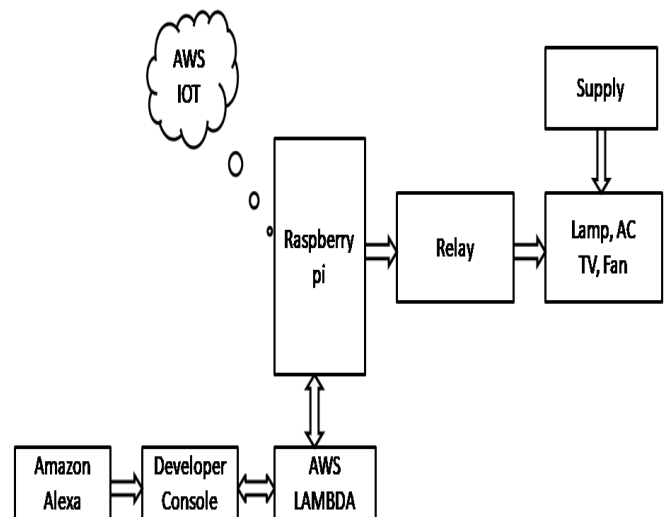 AWS
IOT
Supply
Raspberry
pi
Relay
Lamp, AC
TV, Fan
Amazon
Alexa
Developer
Console
AWS
LAMBDA